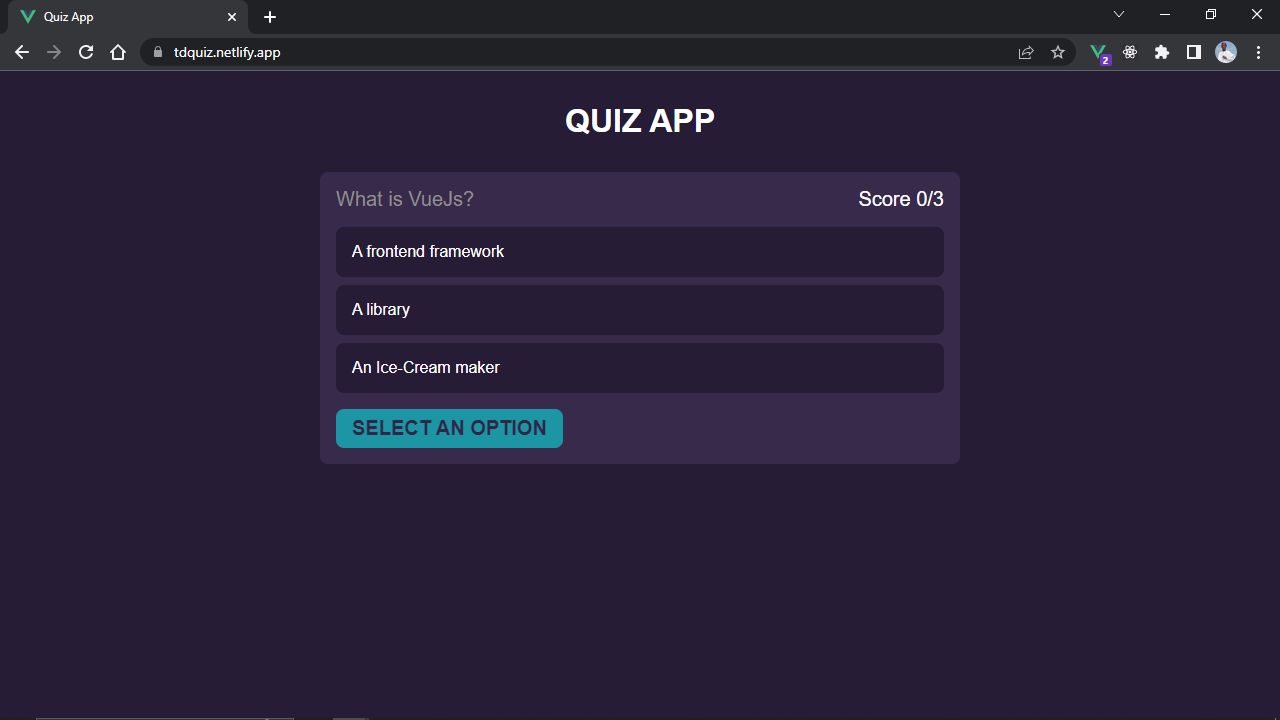 Quiz App
tdquiz.netlify.app
2
QUIZ APP
What is VueJs?
Score 0/3
A frontend framework
A library
An Ice-Cream maker
SELECT AN OPTION